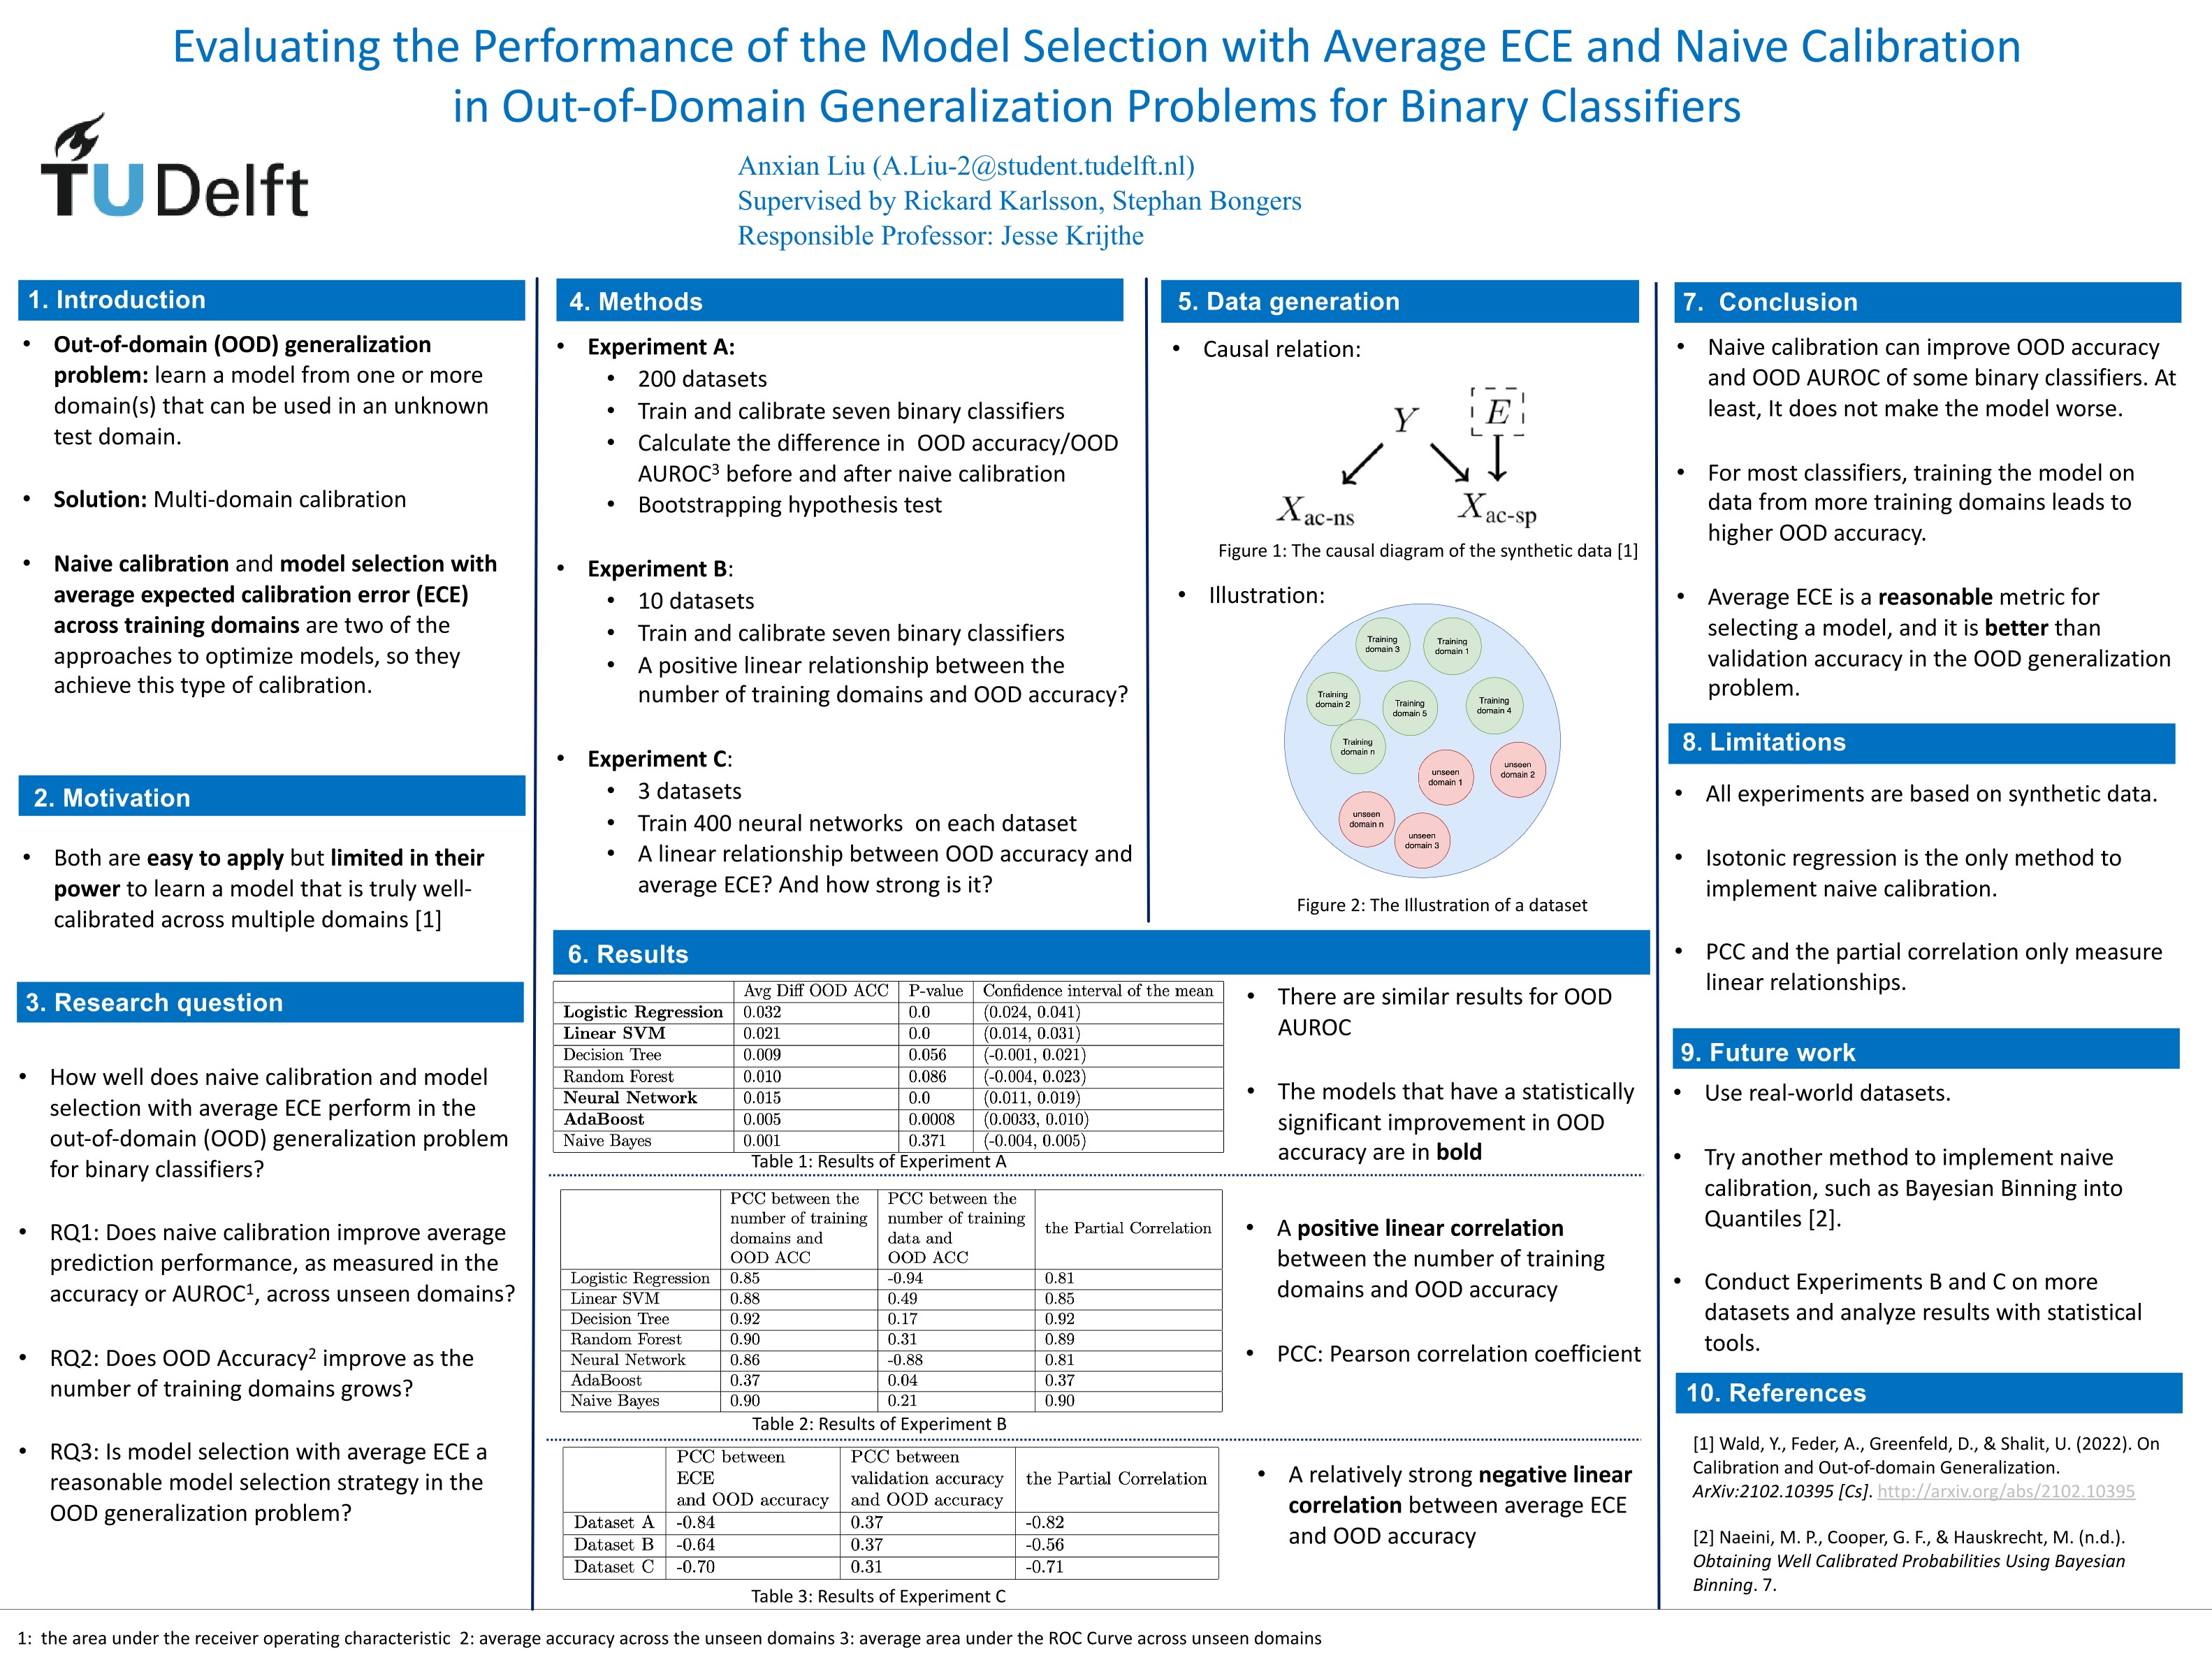 Evaluating the Performance of the Model Selection with Average ECE and Naive Calibration
in Out-of-Domain Generalization Problems for Binary Classifiers
TU Delft
Anxian Liu (A.Liu-2@student.tudelft.nl)
Supervised by Rickard Karlsson, Stephan Bongers
Responsible Professor: Jesse Krijthe
1. Introduction
• Out-of-domain (OOD) generalization
problem: learn a model from one or more
domain(s) that can be used in an unknown
test domain.
• Solution: Multi-domain calibration
• Naive calibration and model selection with
average expected calibration error (ECE)
across training domains are two of the
approaches to optimize models, so they
achieve this type of calibration.
2. Motivation
• Both are easy to apply but limited in their
power to learn a model that is truly well-
calibrated across multiple domains [1]
3. Research question
• How well does naive calibration and model
selection with average ECE perform in the
out-of-domain (OOD) generalization problem
for binary classifiers?
• RQ1: Does naive calibration improve average
prediction performance, as measured in the
accuracy or AUROC¹, across unseen domains?
• RQ2: Does OOD Accuracy² improve as the
number of training domains grows?
• RQ3: Is model selection with average ECE a
reasonable model selection strategy in the
OOD generalization problem?
4. Methods
• Experiment A:
• 200 datasets
• Train and calibrate seven binary classifiers
• Calculate the difference in OOD accuracy/OOD
AUROC³ before and after naive calibration
• Bootstrapping hypothesis test
• Experiment B:
• 10 datasets
• Train and calibrate seven binary classifiers
• A positive linear relationship between the
number of training domains and OOD accuracy?
• Experiment C:
• 3 datasets
• Train 400 neural networks on each dataset
• A linear relationship between OOD accuracy and
average ECE? And how strong is it?
5. Data generation
• Causal relation:
Y E
Xac-ns Xac-sp
Figure 1: The causal diagram of the synthetic data [1]
• Illustration:
Training
domain 3
Training
domain 1
Training
domain 2
Training
domain 5
Training
domain 4
Training
domain n
unseen
domain 1
unseen
domain 2
unseen
domain n
unseen
domain 3
Figure 2: The Illustration of a dataset
6. Results
Avg Diff OOD ACC P-value Confidence interval of the mean
Logistic Regression 0.032 0.0 (0.024, 0.041)
Linear SVM 0.021 0.0 (0.014, 0.031)
Decision Tree 0.009 0.056 (-0.001, 0.021)
Random Forest 0.010 0.086 (-0.004, 0.023)
Neural Network 0.015 0.0 (0.011, 0.019)
AdaBoost 0.005 0.0008 (0.0033, 0.010)
Naive Bayes 0.001 0.371 (-0.004, 0.005)
Table 1: Results of Experiment A
• There are similar results for OOD
AUROC
• The models that have a statistically
significant improvement in OOD
accuracy are in bold
PCC between the
number of training
domains and
OOD ACC
PCC between the
number of training
data and
OOD ACC
the Partial Correlation
Logistic Regression 0.85 -0.94 0.81
Linear SVM 0.88 0.49 0.85
Decision Tree 0.92 0.17 0.92
Random Forest 0.90 0.31 0.89
Neural Network 0.86 -0.88 0.81
AdaBoost 0.37 0.04 0.37
Naive Bayes 0.90 0.21 0.90
Table 2: Results of Experiment B
• A positive linear correlation
between the number of training
domains and OOD accuracy
• PCC: Pearson correlation coefficient
PCC between
ECE
and OOD accuracy
PCC between
validation accuracy
and OOD accuracy
the Partial Correlation
Dataset A -0.84 0.37 -0.82
Dataset B -0.64 0.37 -0.56
Dataset C -0.70 0.31 -0.71
Table 3: Results of Experiment C
• A relatively strong negative linear
correlation between average ECE
and OOD accuracy
7. Conclusion
• Naive calibration can improve OOD accuracy
and OOD AUROC of some binary classifiers. At
least, It does not make the model worse.
• For most classifiers, training the model on
data from more training domains leads to
higher OOD accuracy.
• Average ECE is a reasonable metric for
selecting a model, and it is better than
validation accuracy in the OOD generalization
problem.
8. Limitations
• All experiments are based on synthetic data.
• Isotonic regression is the only method to
implement naive calibration.
• PCC and the partial correlation only measure
linear relationships.
9. Future work
• Use real-world datasets.
• Try another method to implement naive
calibration, such as Bayesian Binning into
Quantiles [2].
• Conduct Experiments B and C on more
datasets and analyze results with statistical
tools.
10. References
[1] Wald, Y., Feder, A., Greenfeld, D., & Shalit, U. (2022). On
Calibration and Out-of-domain Generalization.
ArXiv:2102.10395 [Cs]. http://arxiv.org/abs/2102.10395
[2] Naeini, M. P., Cooper, G. F., & Hauskrecht, M. (n.d.).
Obtaining Well Calibrated Probabilities Using Bayesian
Binning. 7.
1: the area under the receiver operating characteristic 2: average accuracy across the unseen domains 3: average area under the ROC Curve across unseen domains